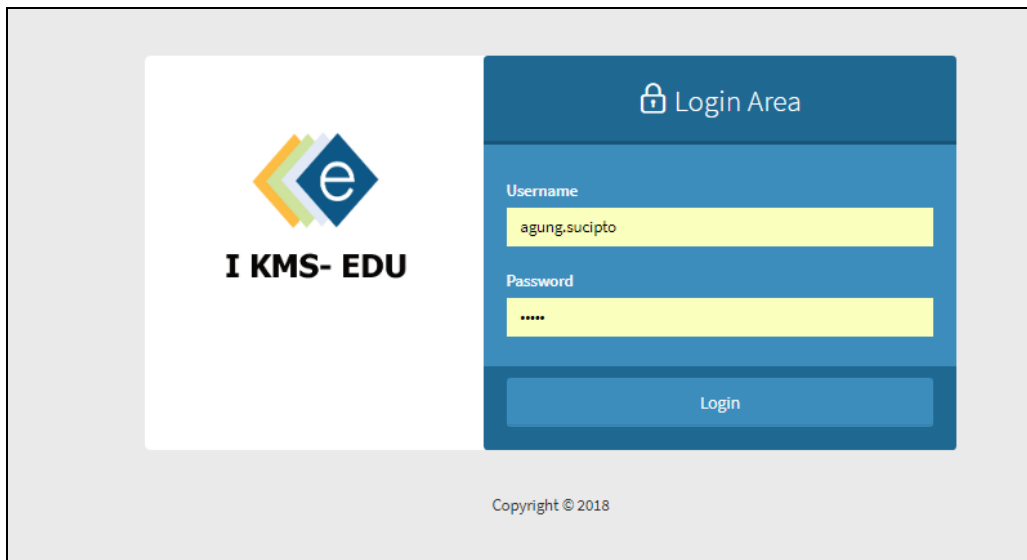 e
I KMS- EDU
Login Area
Username
agung.sucipto
Password
•••••
Login
Copyright © 2018